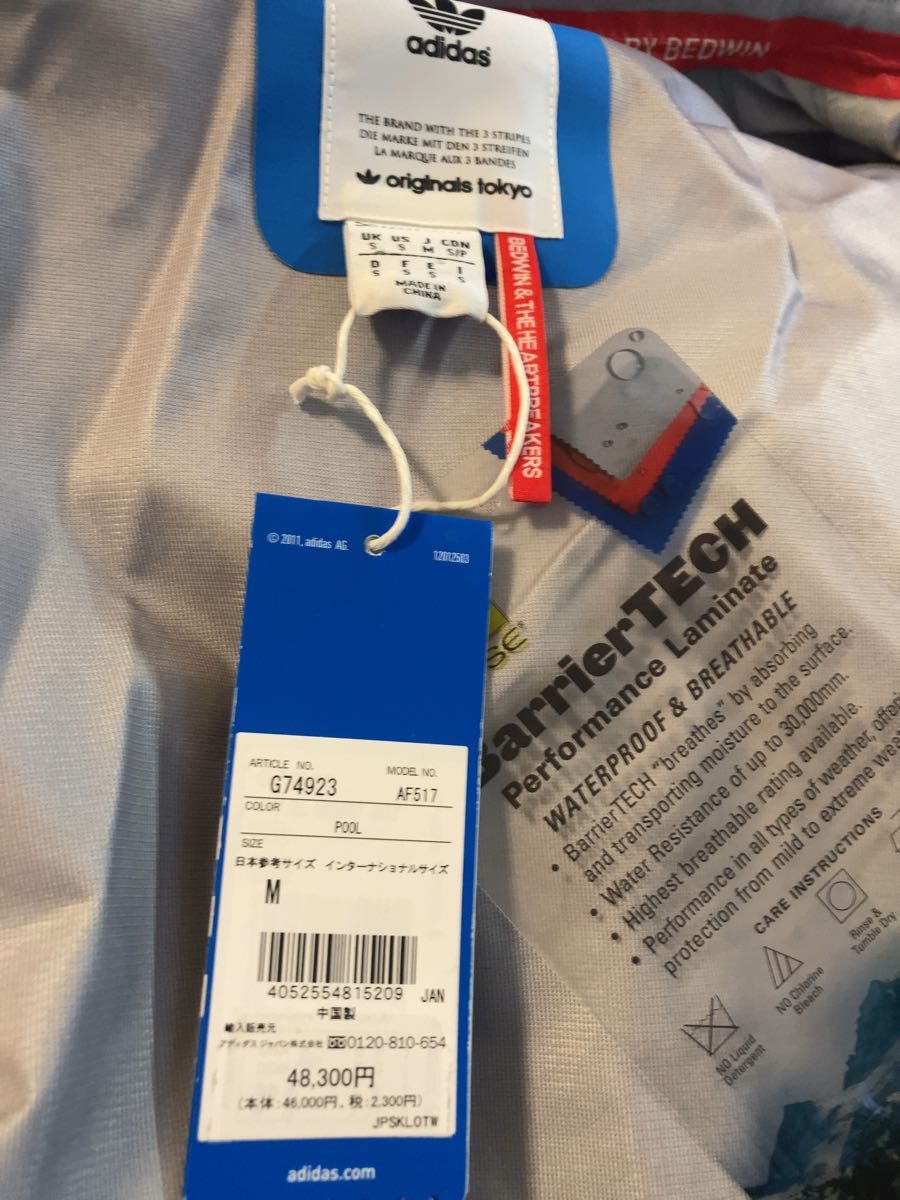 adidas
BY BEDWIN
THE BRAND WITH THE 3 STRIPES
DIE MARKE MIT DEN 3 STREIFEN
LA MARQUE AUX 3 BANDES
originals tokyo
UK US J CDN
S S M S/P
D F E I
S S S S
MADE IN
CHINA
BEDWIN & THE HEARTBREAKERS
© 2011, adidas AG.
12012503
ARTICLE NO.
MODEL NO.
G74923
AF517
COLOR
POOL
SIZE
日本参考サイズ インターナショナルサイズ
M
4052554815209 JAN
中国製
輸入販売元
アディダス ジャパン株式会社 0120-810-654
48,300円
(本体:46,000円, 税:2,300円)
JPSKLOTW
adidas.com
SE®
BarrierTECH
Performance Laminate
WATERPROOF & BREATHABLE
• BarrierTECH "breathes" by absorbing
and transporting moisture to the surface.
• Water Resistance of up to 30,000mm.
• Highest breathable rating available.
• Performance in all types of weather, offeri
protection from mild to extreme wea
CARE INSTRUCTIONS
NO Liquid
Detergent
NO Chlorine
Bleach
Rinse &
Tumble Dry